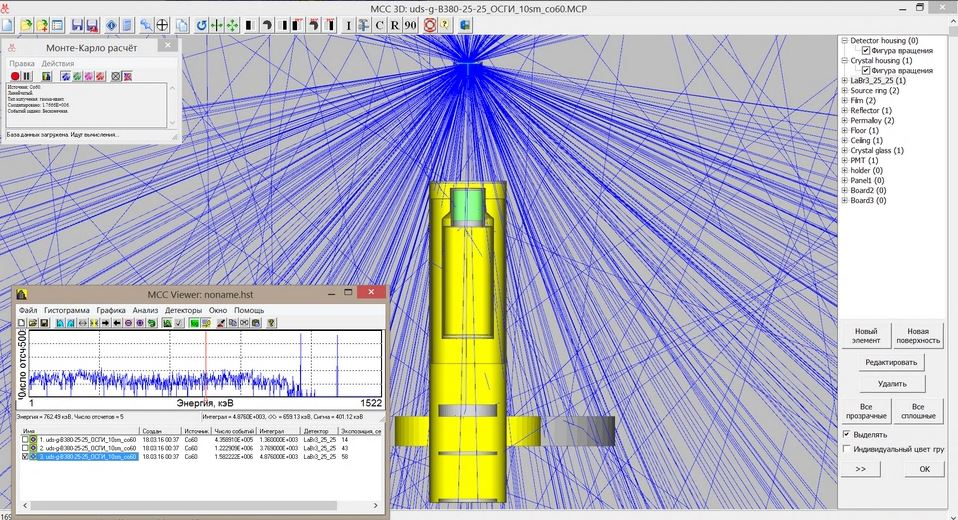 MCC 3D: uds-g-B380-25-25_ОСГИ_10sm_co60.MCP
I C R 90
Монте-Карло расчёт
Правка Действия
Источник: Co60.
Линейчатый.
Тип излучения: гамма-квант.
Смоделировано: 1.7666E+006.
Событий задано: Бесконечная.
База данных загружена. Идут вычисления...
Detector housing (0)
Фигура вращения
Crystal housing (1)
Фигура вращения
LaBr3_25_25 (1)
Source ring (2)
Film (2)
Reflector (1)
Permalloy (2)
Floor (1)
Ceiling (1)
Crystal glass (1)
PMT (1)
holder (0)
Panel1 (0)
Board2 (0)
Board3 (0)
Новый элемент
Новая поверхность
Редактировать
Удалить
Все прозрачные
Все сплошные
Выделять
Индивидуальный цвет гру
>>
OK
MCC Viewer: noname.hst
Файл Гистограмма Графика Анализ Детекторы Окно Помощь
Число отсч500
1 Энергия, кэВ 1522
Энергия = 762.49 кэВ, Число отсчетов = 5
Интеграл = 4.8760E+003, <X> = 659.13 кэВ, Сигма = 401.12 кэВ
Имя Создан Источник Число событий Интеграл Детектор Экспозиция, се
1. uds-g-B380-25-25_ОСГИ_10sm_co60 18.03.16 00:37 Co60 4.358910E+005 1.360000E+003 LaBr3_25_25 14
2. uds-g-B380-25-25_ОСГИ_10sm_co60 18.03.16 00:37 Co60 1.222909E+006 3.769000E+003 LaBr3_25_25 43
3. uds-g-B380-25-25_ОСГИ_10sm_co60 18.03.16 00:37 Co60 1.582222E+006 4.876000E+003 LaBr3_25_25 58